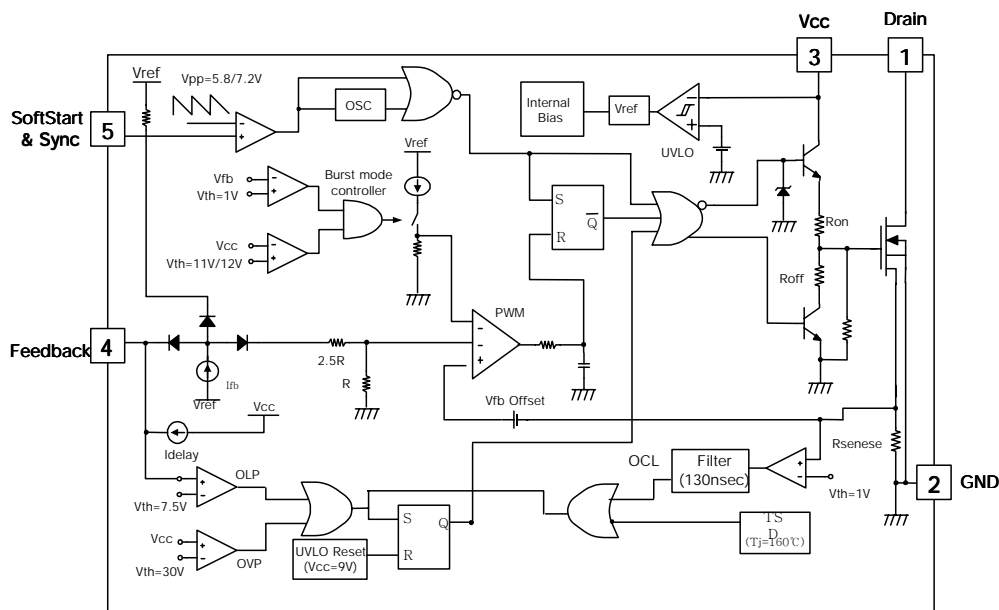 Vcc
Drain
3
1
Vref
Vpp=5.8/7.2V
SoftStart
& Sync
5
-
+
OSC
Internal
Bias
Vref
-
+
UVLO
Vref
Burst mode
controller
Vfb
Vth=1V
-
+
Vcc
Vth=11V/12V
-
+
S
R
Q
Ron
Roff
PWM
-
-
+
Feedback
4
2.5R
R
Ifb
Vref
Vcc
Idelay
Vfb Offset
Rsenese
OLP
+
-
Vth=7.5V
OCL
Filter
(130nsec)
+
-
Vth=1V
2
GND
S
Q
R
TS
D
(Tj=160℃)
Vcc
+
-
Vth=30V
OVP
UVLO Reset
(Vcc=9V)